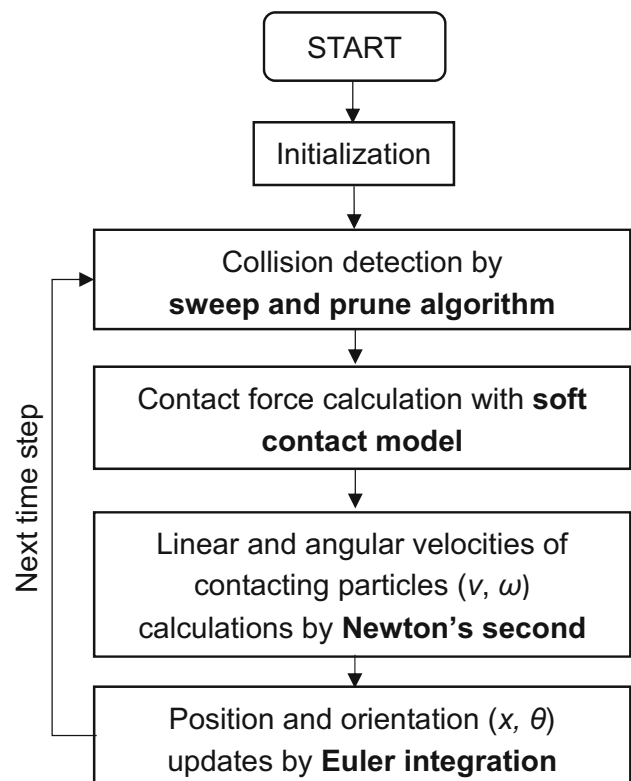 START
Initialization
Collision detection by
sweep and prune algorithm
Contact force calculation with soft
contact model
Linear and angular velocities of
contacting particles (v, ω)
calculations by Newton's second
Position and orientation (x, θ)
updates by Euler integration
Next time step